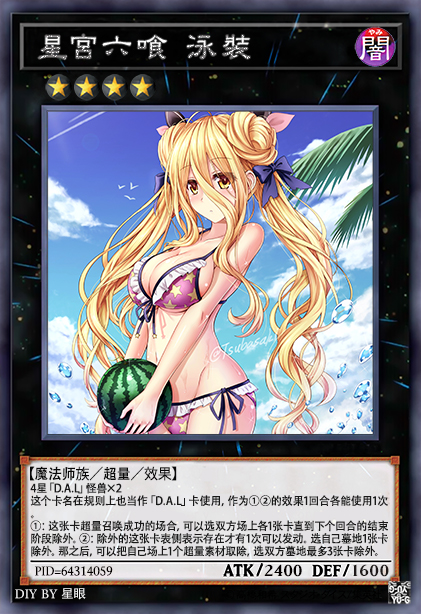 星宮六喰 泳裝
やみ
闇
©Tsubasaki
【魔法师族／超量／效果】
4星「D.A.L」怪兽×2
这个卡名在规则上也当作「D.A.L」卡使用, 作为①②的效果1回合各能使用1次
。
①: 这张卡超量召唤成功的场合, 可以选双方场上各1张卡直到下个回合的结束
阶段除外. ②: 除外的这张卡表侧表示存在才有1次可以发动. 选自己墓地1张卡
除外. 那之后, 可以把自己场上1个超量素材取除, 选双方墓地最多3张卡除外.
PID=64314059
ATK/2400 DEF/1600
DIY BY 星眼